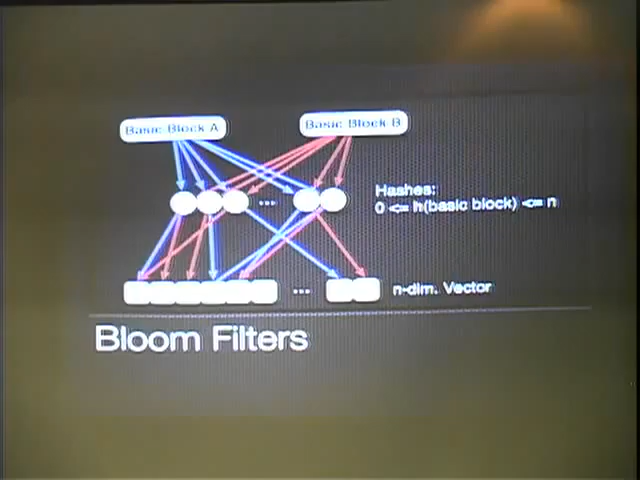 Basic Block A
Basic Block B
...
Hashes:
0 <= h(basic block) <= n
...
n-dim. Vector
Bloom Filters